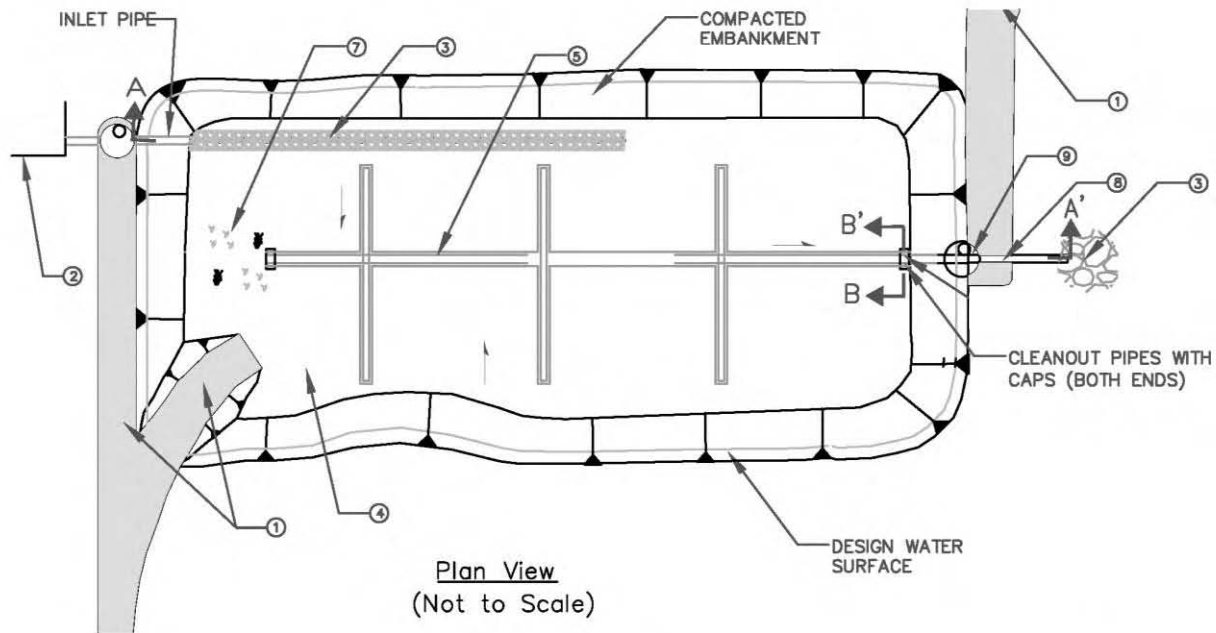 INLET PIPE
⑦
③
⑤
COMPACTED
EMBANKMENT
①
A
②
⑨
⑧
③
A'
B'
B
CLEANOUT PIPES WITH
CAPS (BOTH ENDS)
①
④
DESIGN WATER
SURFACE
Plan View
(Not to Scale)